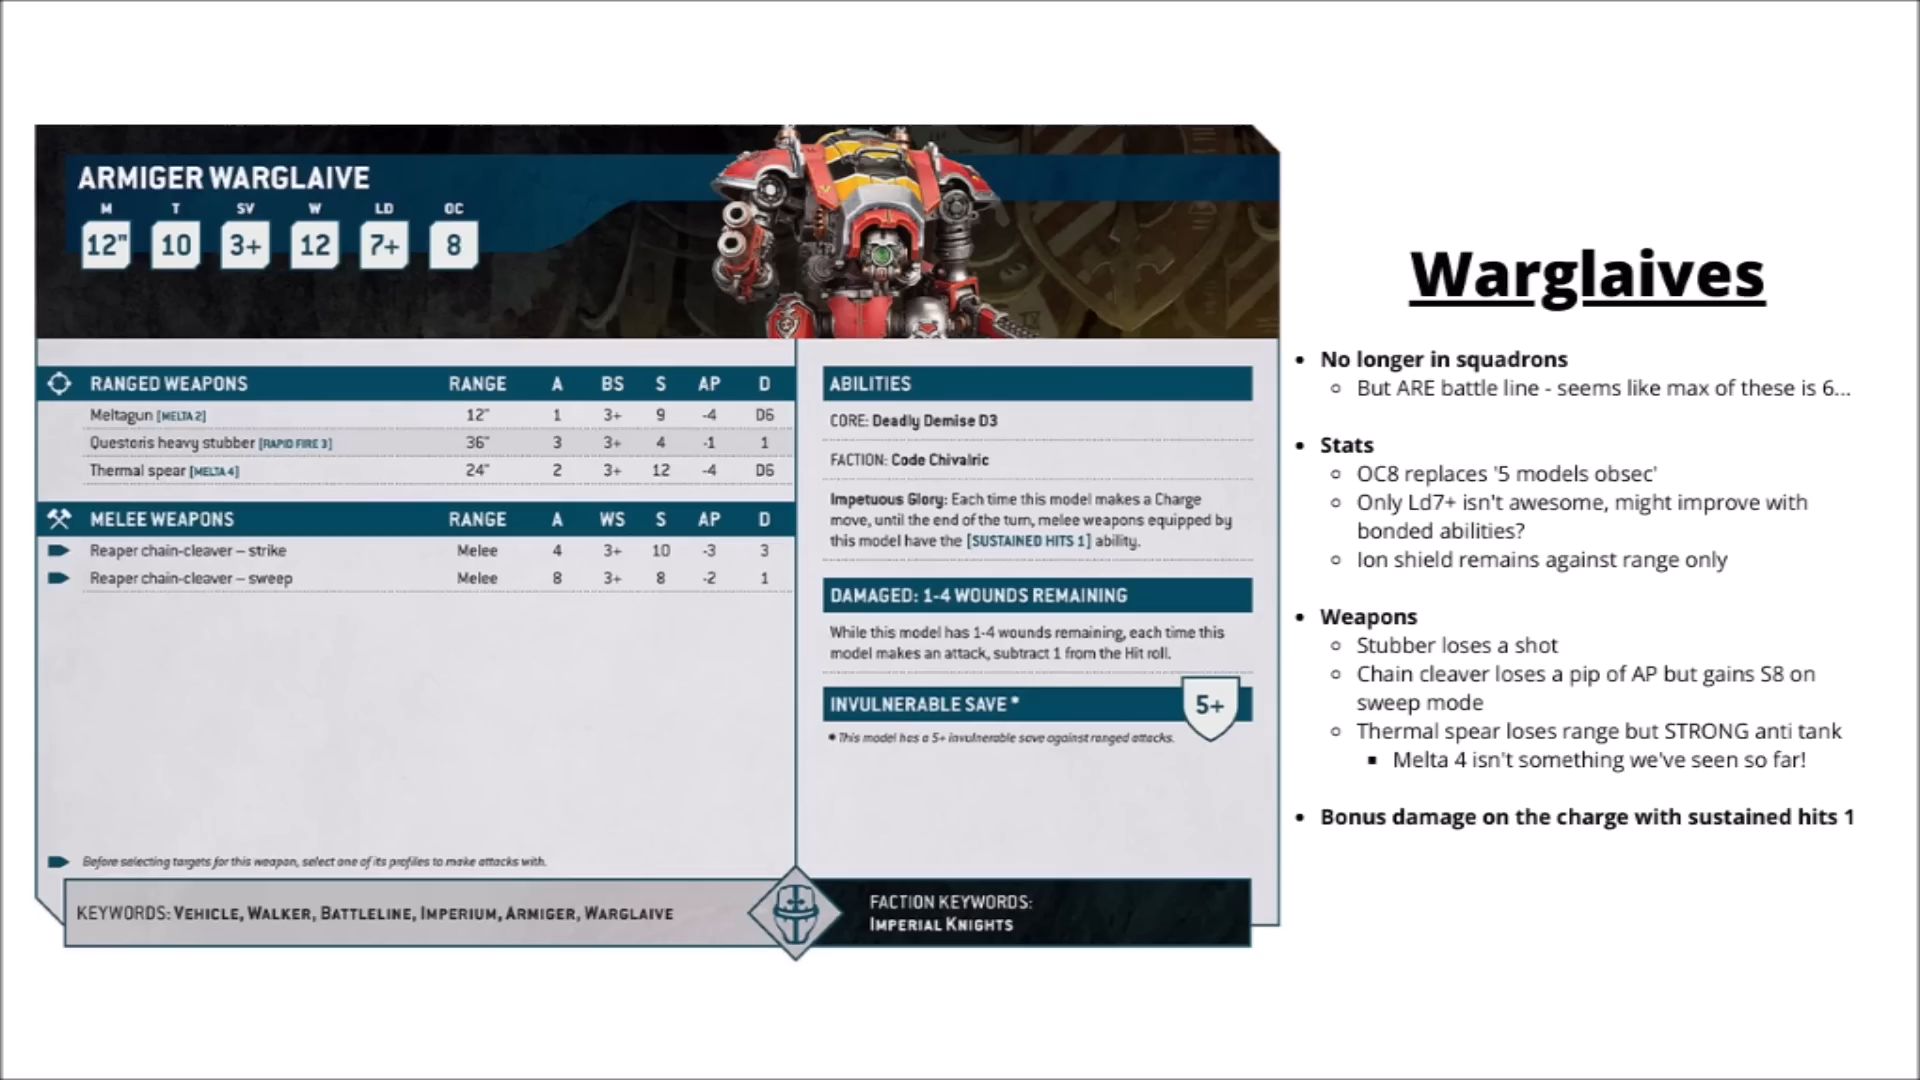 ARMIGER WARGLAIVE
M T SV W LD OC
12" 10 3+ 12 7+ 8
RANGED WEAPONS RANGE A BS S AP D
Meltagun [MELTA 2] 12" 1 3+ 9 -4 D6
Questoris heavy stubber [RAPID FIRE 3] 36" 3 3+ 4 -1 1
Thermal spear [MELTA 4] 24" 2 3+ 12 -4 D6
MELEE WEAPONS RANGE A WS S AP D
Reaper chain-cleaver – strike Melee 4 3+ 10 -3 3
Reaper chain-cleaver – sweep Melee 8 3+ 8 -2 1
Before selecting targets for this weapon, select one of its profiles to make attacks with.
KEYWORDS: VEHICLE, WALKER, BATTLELINE, IMPERIUM, ARMIGER, WARGLAIVE
ABILITIES
CORE: Deadly Demise D3
FACTION: Code Chivalric
Impetuous Glory: Each time this model makes a Charge
move, until the end of the turn, melee weapons equipped by
this model have the [SUSTAINED HITS 1] ability.
DAMAGED: 1-4 WOUNDS REMAINING
While this model has 1-4 wounds remaining, each time this
model makes an attack, subtract 1 from the Hit roll.
INVULNERABLE SAVE * 5+
* This model has a 5+ invulnerable save against ranged attacks.
FACTION KEYWORDS:
IMPERIAL KNIGHTS
Warglaives
• No longer in squadrons
◦ But ARE battle line - seems like max of these is 6...
• Stats
◦ OC8 replaces '5 models obsec'
◦ Only Ld7+ isn't awesome, might improve with
bonded abilities?
◦ Ion shield remains against range only
• Weapons
◦ Stubber loses a shot
◦ Chain cleaver loses a pip of AP but gains S8 on
sweep mode
◦ Thermal spear loses range but STRONG anti tank
▪ Melta 4 isn't something we've seen so far!
• Bonus damage on the charge with sustained hits 1